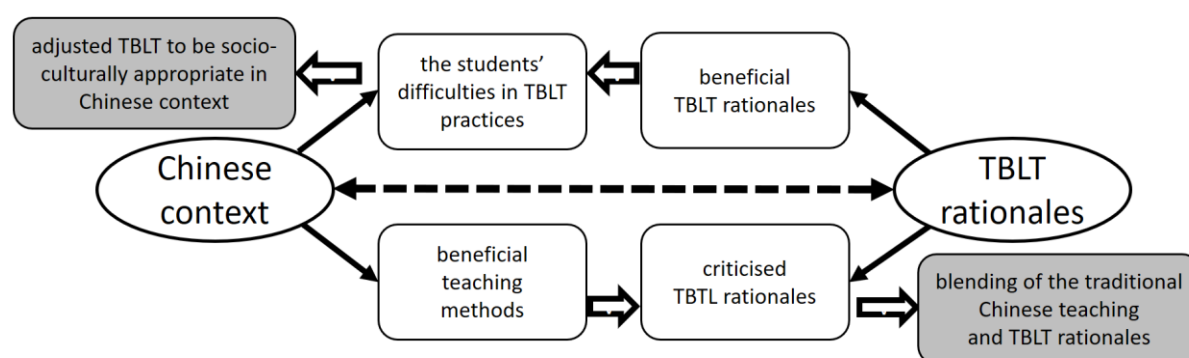 adjusted TBLT to be socio-
culturally appropriate in
Chinese context
the students'
difficulties in TBLT
practices
beneficial
TBLT rationales
Chinese
context
TBLT
rationales
beneficial
teaching
methods
criticised
TBTL rationales
blending of the traditional
Chinese teaching
and TBLT rationales